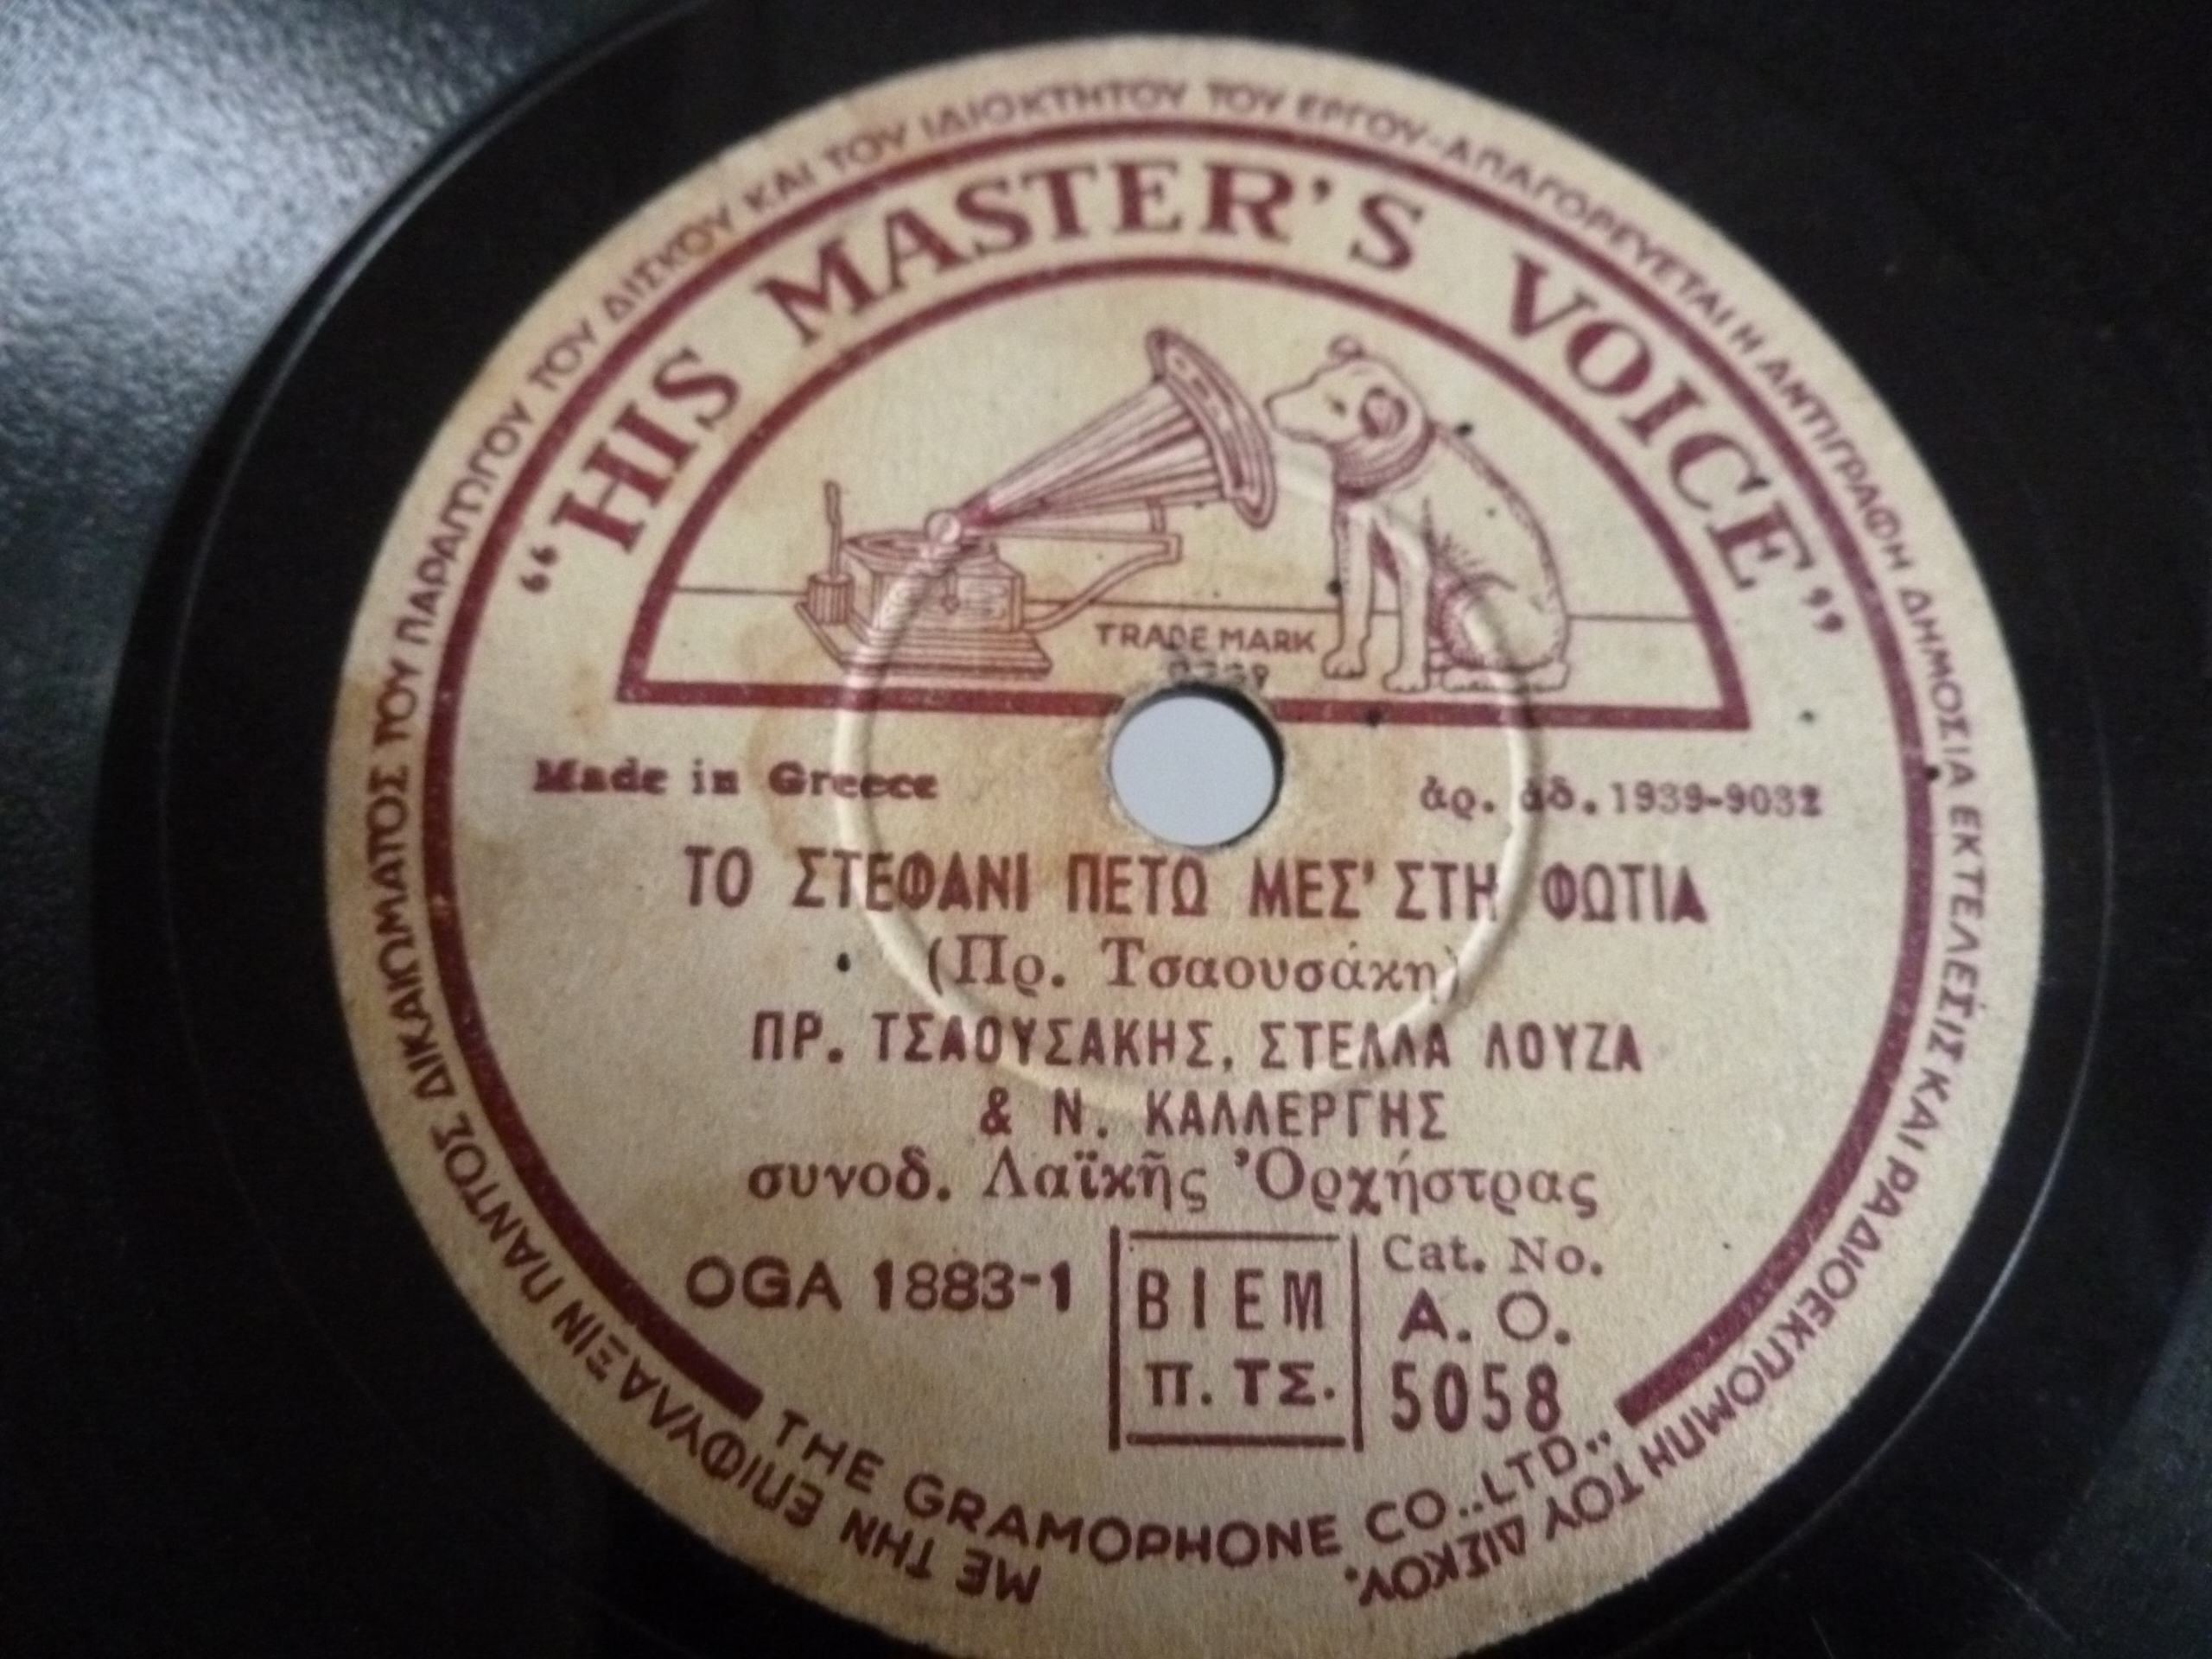 ΜΕ ΤΗΝ ΕΠΙΦΥΛΑΞΙΝ ΠΑΝΤΟΣ ΔΙΚΑΙΩΜΑΤΟΣ ΤΟΥ ΠΑΡΑΓΩΓΟΥ ΤΟΥ ΔΙΣΚΟΥ ΚΑΙ ΤΟΥ ΙΔΙΟΚΤΗΤΟΥ ΤΟΥ ΕΡΓΟΥ-ΑΠΑΓΟΡΕΥΕΤΑΙ Η ΑΝΤΙΓΡΑΦΗ ΔΗΜΟΣΙΑ ΕΚΤΕΛΕΣΙΣ ΚΑΙ ΡΑΔΙΟΕΚΠΟΜΠΗ ΤΟΥ ΔΙΣΚΟΥ.
“HIS MASTER'S VOICE”
TRADE MARK
Made in Greece ἀρ. ἀδ. 1939-9032
ΤΟ ΣΤΕΦΑΝΙ ΠΕΤΩ ΜΕΣ' ΣΤΗ ΦΩΤΙΑ
(Πρ. Τσαουσάκη)
ΠΡ. ΤΣΑΟΥΣΑΚΗΣ, ΣΤΕΛΛΑ ΛΟΥΖΑ
& Ν. ΚΑΛΛΕΡΓΗΣ
συνοδ. Λαϊκῆς Ὀρχήστρας
OGA 1883-1
BIEM
Π. ΤΣ.
Cat. No.
A. O.
5058
THE GRAMOPHONE CO., LTD.,